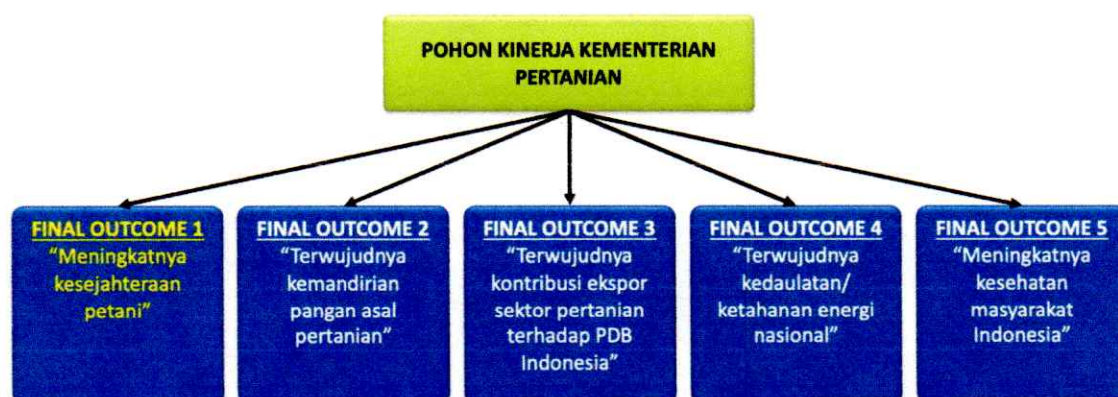 POHON KINERJA KEMENTERIAN
PERTANIAN
FINAL OUTCOME 1
"Meningkatnya
kesejahteraan
petani"
FINAL OUTCOME 2
"Terwujudnya
kemandirian
pangan asal
pertanian"
FINAL OUTCOME 3
"Terwujudnya
kontribusi ekspor
sektor pertanian
terhadap PDB
Indonesia"
FINAL OUTCOME 4
"Terwujudnya
kedaulatan/
ketahanan energi
nasional"
FINAL OUTCOME 5
"Meningkatnya
kesehatan
masyarakat
Indonesia"